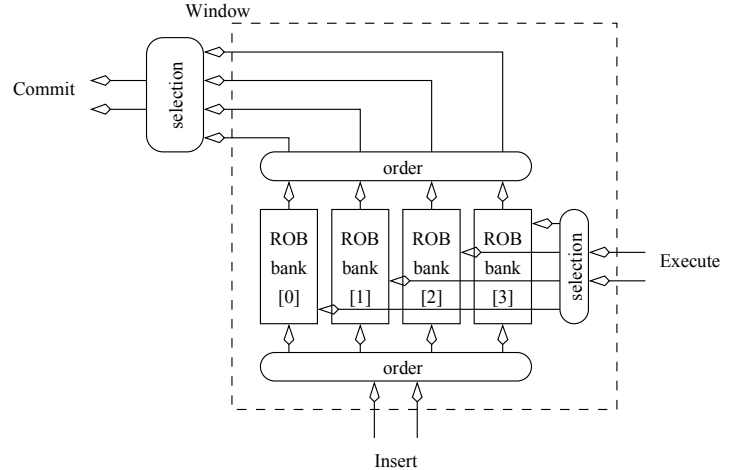 Window
Commit
selection
order
ROB
bank
[0]
ROB
bank
[1]
ROB
bank
[2]
ROB
bank
[3]
selection
Execute
order
Insert